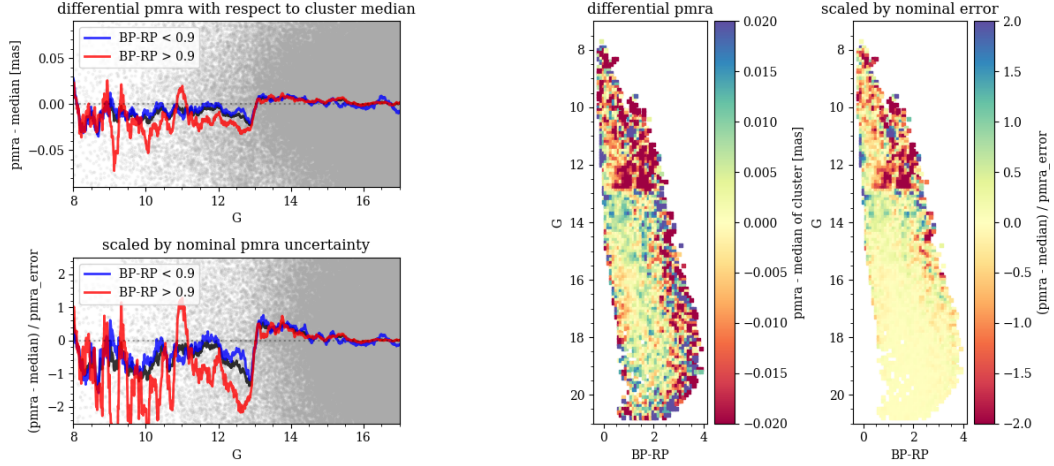 differential pmra with respect to cluster median
BP-RP < 0.9
BP-RP > 0.9
pmra - median [mas]
0.05
0.00
−0.05
8 10 12 14 16
G
scaled by nominal pmra uncertainty
BP-RP < 0.9
BP-RP > 0.9
(pmra - median) / pmra_error
2
1
0
−1
−2
8 10 12 14 16
G
differential pmra
G
8
10
12
14
16
18
20
0 2 4
BP-RP
0.020
0.015
0.010
0.005
0.000
−0.005
−0.010
−0.015
−0.020
pmra - median of cluster [mas]
scaled by nominal error
G
8
10
12
14
16
18
20
0 2 4
BP-RP
2.0
1.5
1.0
0.5
0.0
−0.5
−1.0
−1.5
−2.0
(pmra - median) / pmra_error